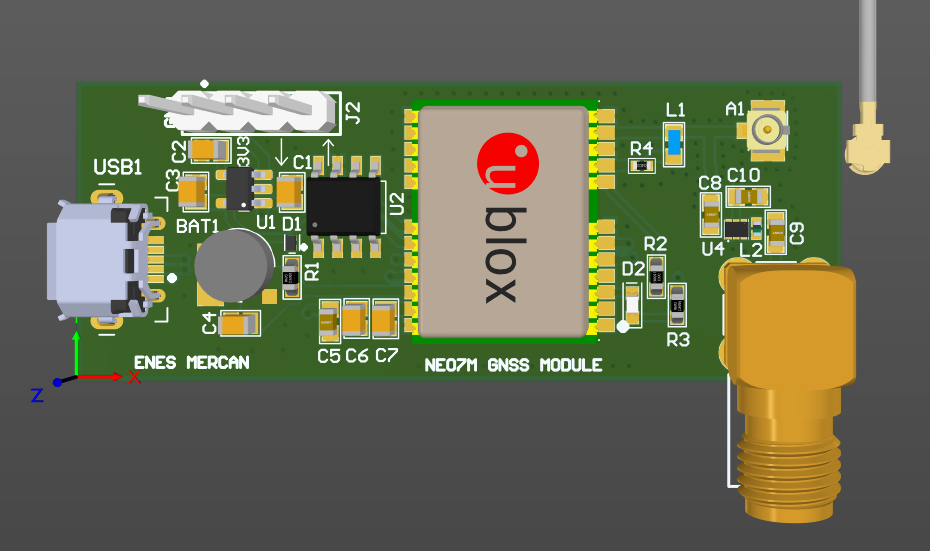 J2
C2
3V3
C1
USB1
C3
U1
D1
U2
BAT1
R1
C4
C5 C6 C7
u
blox
L1
A1
R4
C8
C10
C9
U4
L2
R2
D2
R3
ENES MERCAN
NEO7M GNSS MODULE
X
Z